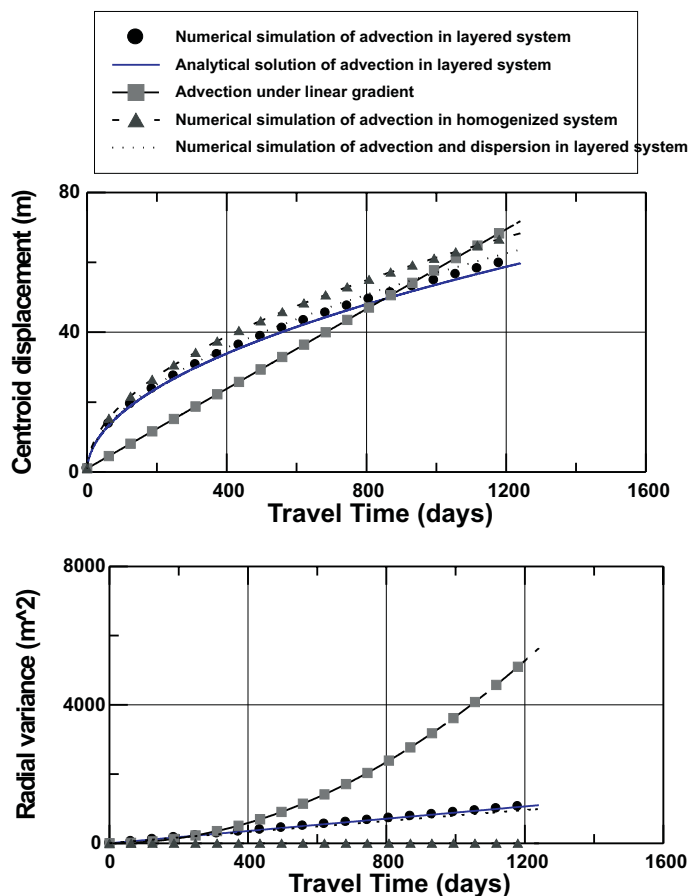 Numerical simulation of advection in layered system
Analytical solution of advection in layered system
Advection under linear gradient
Numerical simulation of advection in homogenized system
Numerical simulation of advection and dispersion in layered system
80
40
0
Centroid displacement (m)
0 400 800 1200 1600
Travel Time (days)
8000
4000
0
Radial variance (m^2)
0 400 800 1200 1600
Travel Time (days)